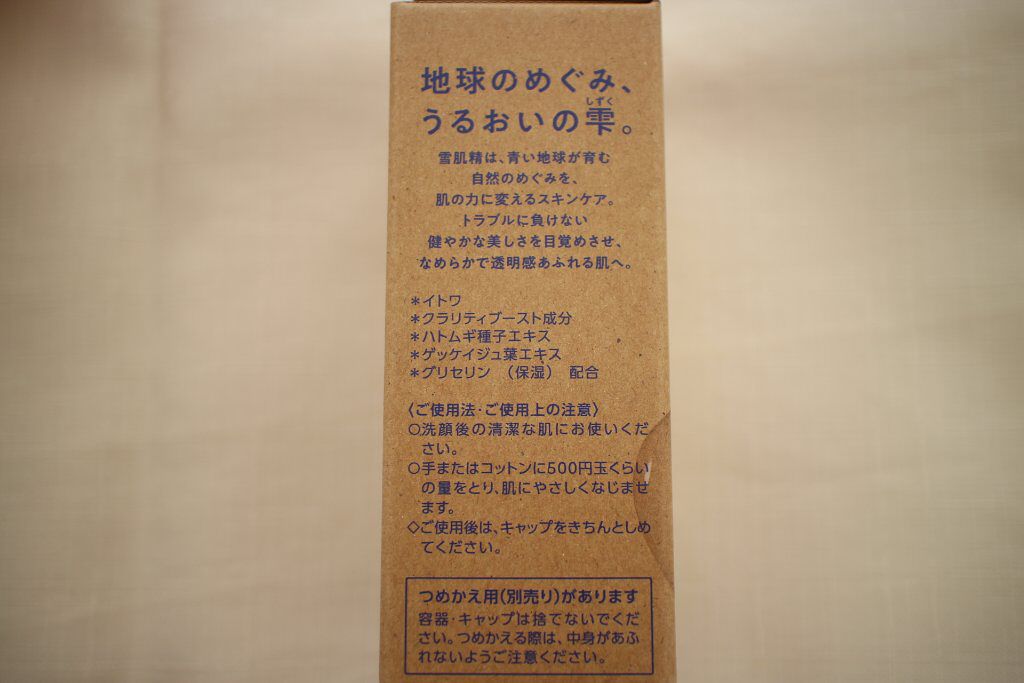 地球のめぐみ、
しずく
うるおいの雫。
雪肌精は、青い地球が育む
自然のめぐみを、
肌の力に変えるスキンケア。
トラブルに負けない
健やかな美しさを目覚めさせ、
なめらかで透明感あふれる肌へ。
＊イトワ
＊クラリティブースト成分
＊ハトムギ種子エキス
＊ゲッケイジュ葉エキス
＊グリセリン （保湿） 配合
〈ご使用法・ご使用上の注意〉
○洗顔後の清潔な肌にお使いくだ
さい。
○手またはコットンに500円玉くらい
の量をとり、肌にやさしくなじませ
ます。
◇ご使用後は、キャップをきちんとしめ
てください。
つめかえ用(別売り)があります
容器・キャップは捨てないでくだ
さい。つめかえる際は、中身があふ
れないようご注意ください。